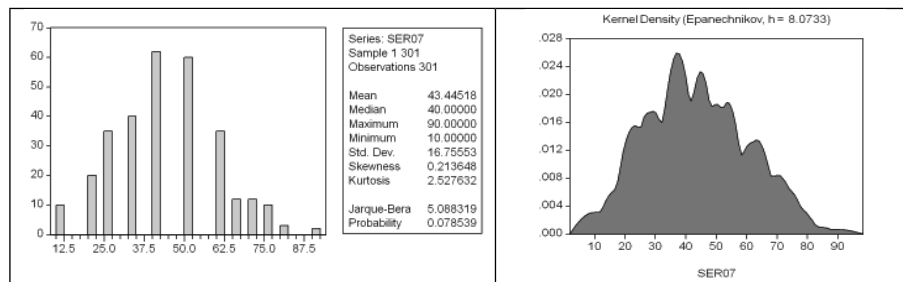 70
60
50
40
30
20
10
0
12.5 25.0 37.5 50.0 62.5 75.0 87.5
Series: SER07
Sample 1 301
Observations 301
Mean 43.44518
Median 40.00000
Maximum 90.00000
Minimum 10.00000
Std. Dev. 16.75553
Skewness 0.213648
Kurtosis 2.527632
Jarque-Bera 5.088319
Probability 0.078539
Kernel Density (Epanechnikov, h = 8.0733)
.028
.024
.020
.016
.012
.008
.004
.000
10 20 30 40 50 60 70 80 90
SER07